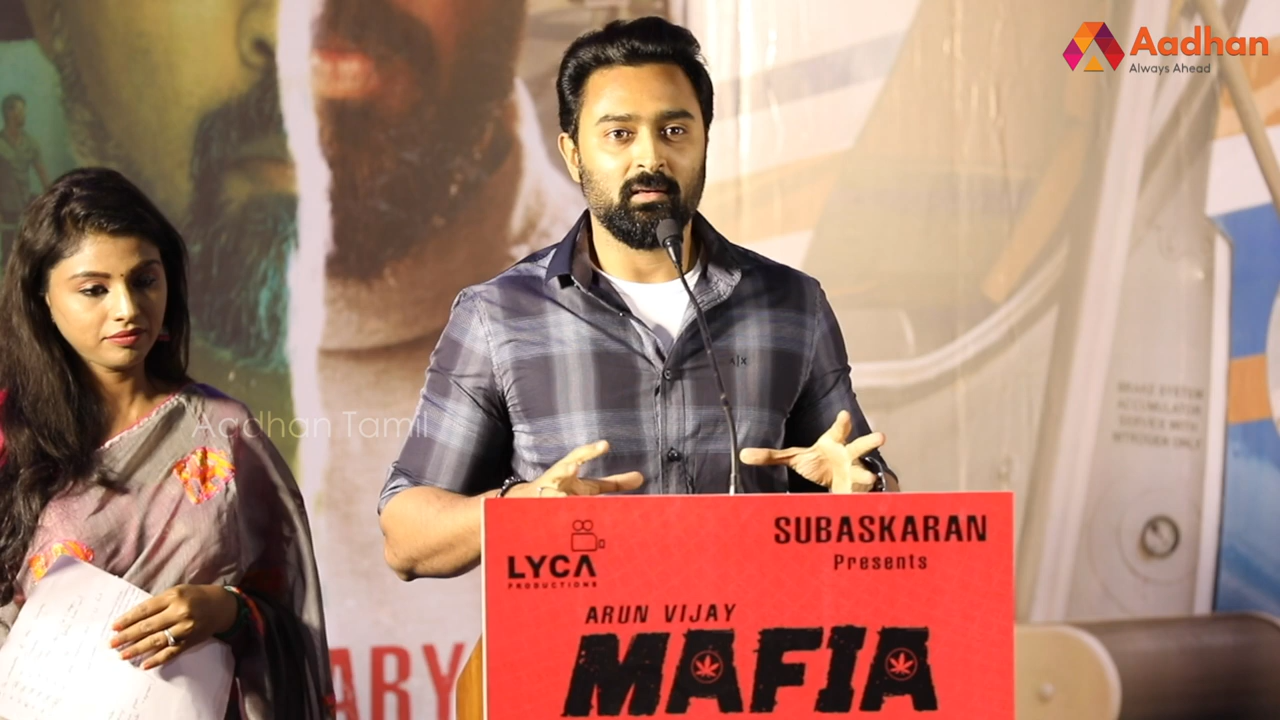 Aadhan
Always Ahead
Aadhan Tamil
A|X
BRAKE SYSTEM
ACCUMULATOR
SERVICE WITH
NITROGEN ONLY
ARY
LYCA
PRODUCTIONS
SUBASKARAN
Presents
ARUN VIJAY
MAFIA